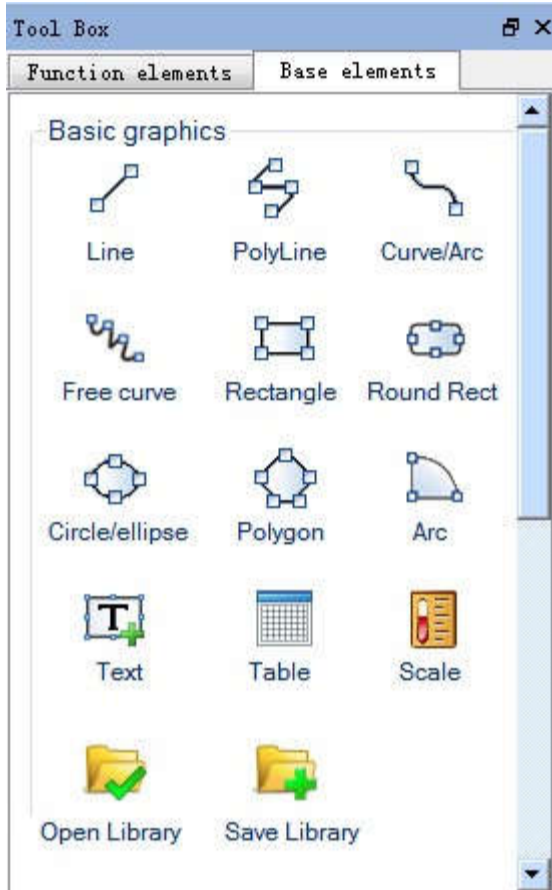 Tool Box
Function elements Base elements
Basic graphics
Line PolyLine Curve/Arc
Free curve Rectangle Round Rect
Circle/ellipse Polygon Arc
T
Text Table Scale
Open Library Save Library